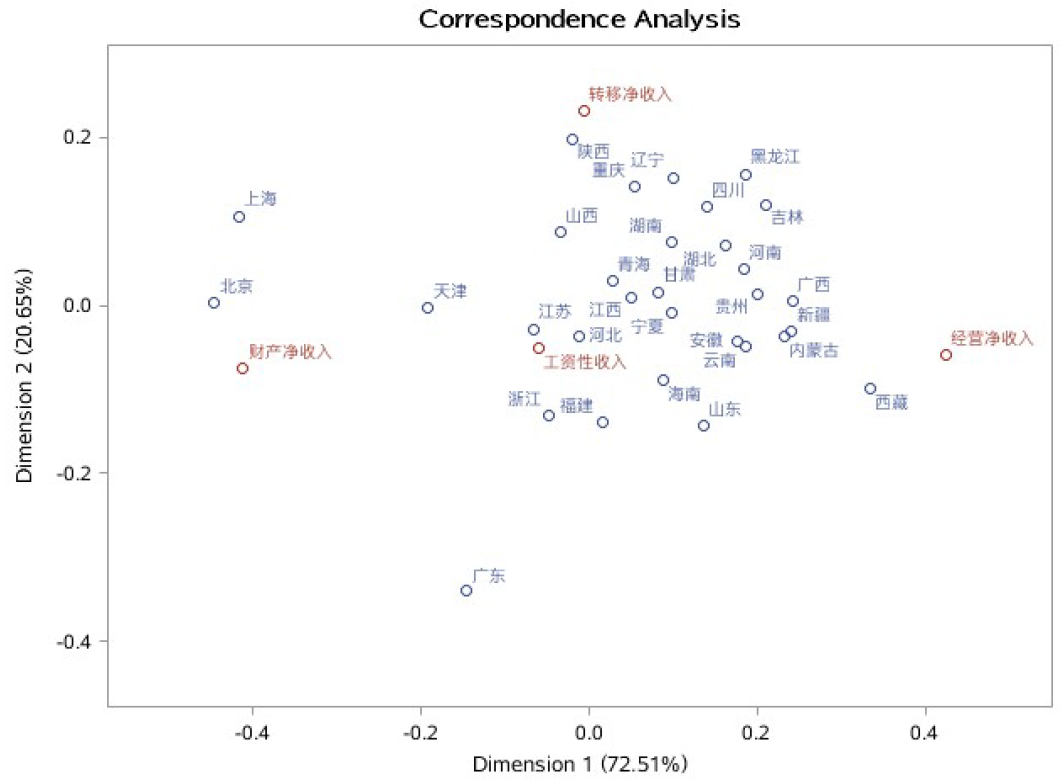 Correspondence Analysis
转移净收入
0.2
陕西
辽宁
黑龙江
重庆
四川
上海
吉林
山西
湖南
河南
湖北
青海
甘肃
北京
天津
广西
0.0
江西
贵州
江苏
新疆
宁夏
河北
安徽
经营净收入
财产净收入
内蒙古
工资性收入
云南
海南
西藏
浙江
福建
山东
Dimension 2 (20.65%)
-0.2
广东
-0.4
-0.4
-0.2
0.0
0.2
0.4
Dimension 1 (72.51%)